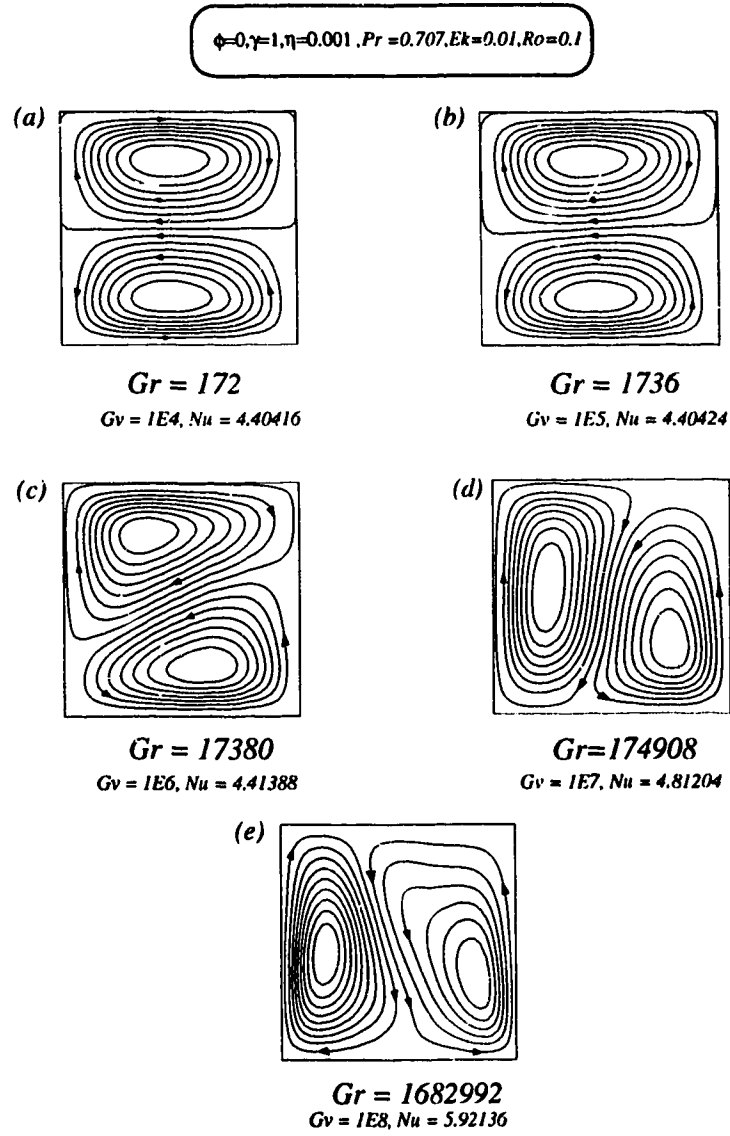 ϕ=0,γ=1,η=0.001 ,Pr =0.707,Ek=0.01,Ro=0.1
(a)
(b)
Gr = 172
Gv = 1E4, Nu = 4.40416
Gr = 1736
Gv = 1E5, Nu = 4.40424
(c)
(d)
Gr = 17380
Gv = 1E6, Nu = 4.41388
Gr=174908
Gv = 1E7, Nu = 4.81204
(e)
Gr = 1682992
Gv = 1E8, Nu = 5.92136